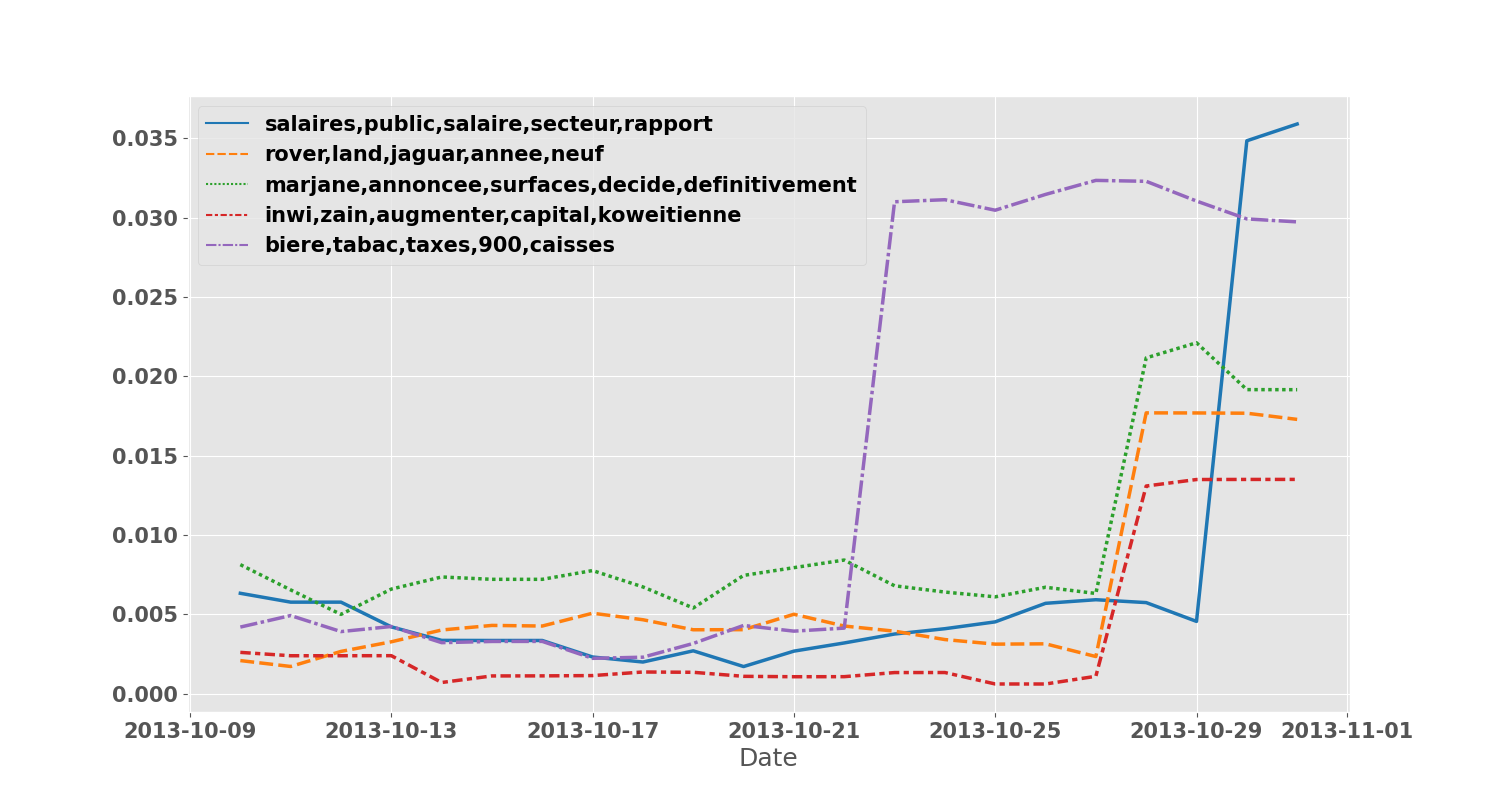 salaires,public,salaire,secteur,rapport
rover,land,jaguar,annee,neuf
marjane,annoncee,surfaces,decide,definitivement
inwi,zain,augmenter,capital,koweitienne
biere,tabac,taxes,900,caisses
0.035
0.030
0.025
0.020
0.015
0.010
0.005
0.000
2013-10-09 2013-10-13 2013-10-17 2013-10-21 2013-10-25 2013-10-29 2013-11-01
Date